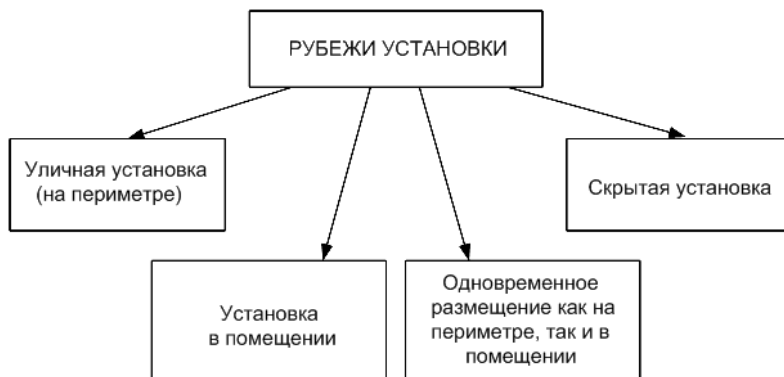 РУБЕЖИ УСТАНОВКИ
Уличная установка
(на периметре)
Скрытая установка
Установка
в помещении
Одновременное
размещение как на
периметре, так и в
помещении